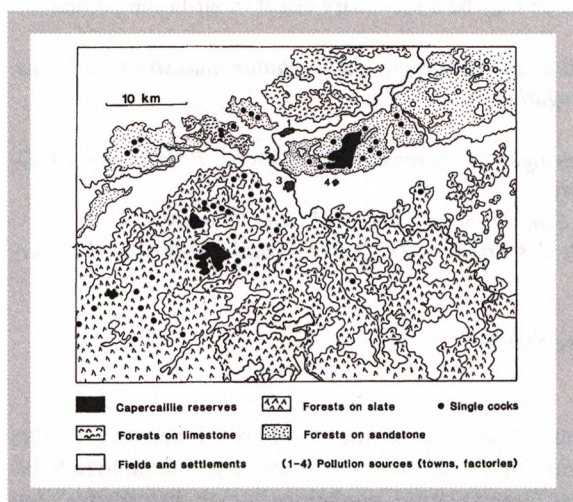 10 km
1
2
3
4
Capercaillie reserves
Forests on slate
Single cocks
Forests on limestone
Forests on sandstone
Fields and settlements
(1-4) Pollution sources (towns, factories)